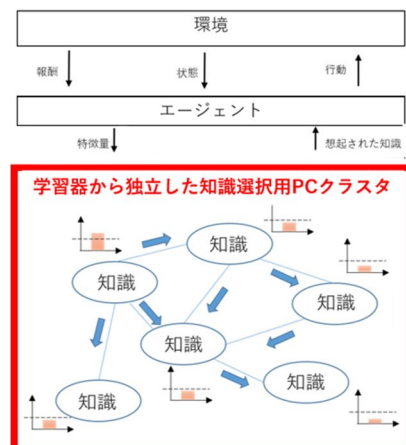 環境
報酬
状態
行動
エージェント
特徴量
想起された知識
学習器から独立した知識選択用PCクラスタ
知識
知識
知識
知識
知識
知識